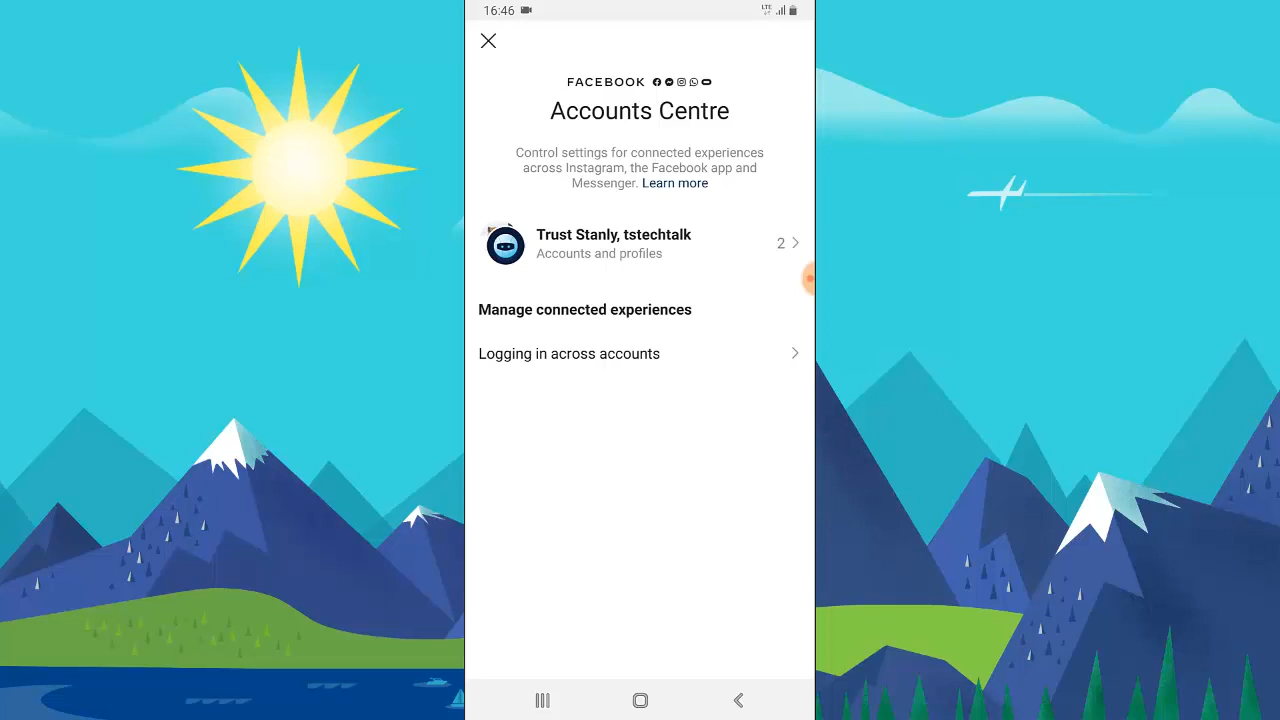 16:46
LTE
FACEBOOK
Accounts Centre
Control settings for connected experiences
across Instagram, the Facebook app and
Messenger. Learn more
Trust Stanly, tstechtalk
2
Accounts and profiles
Manage connected experiences
Logging in across accounts